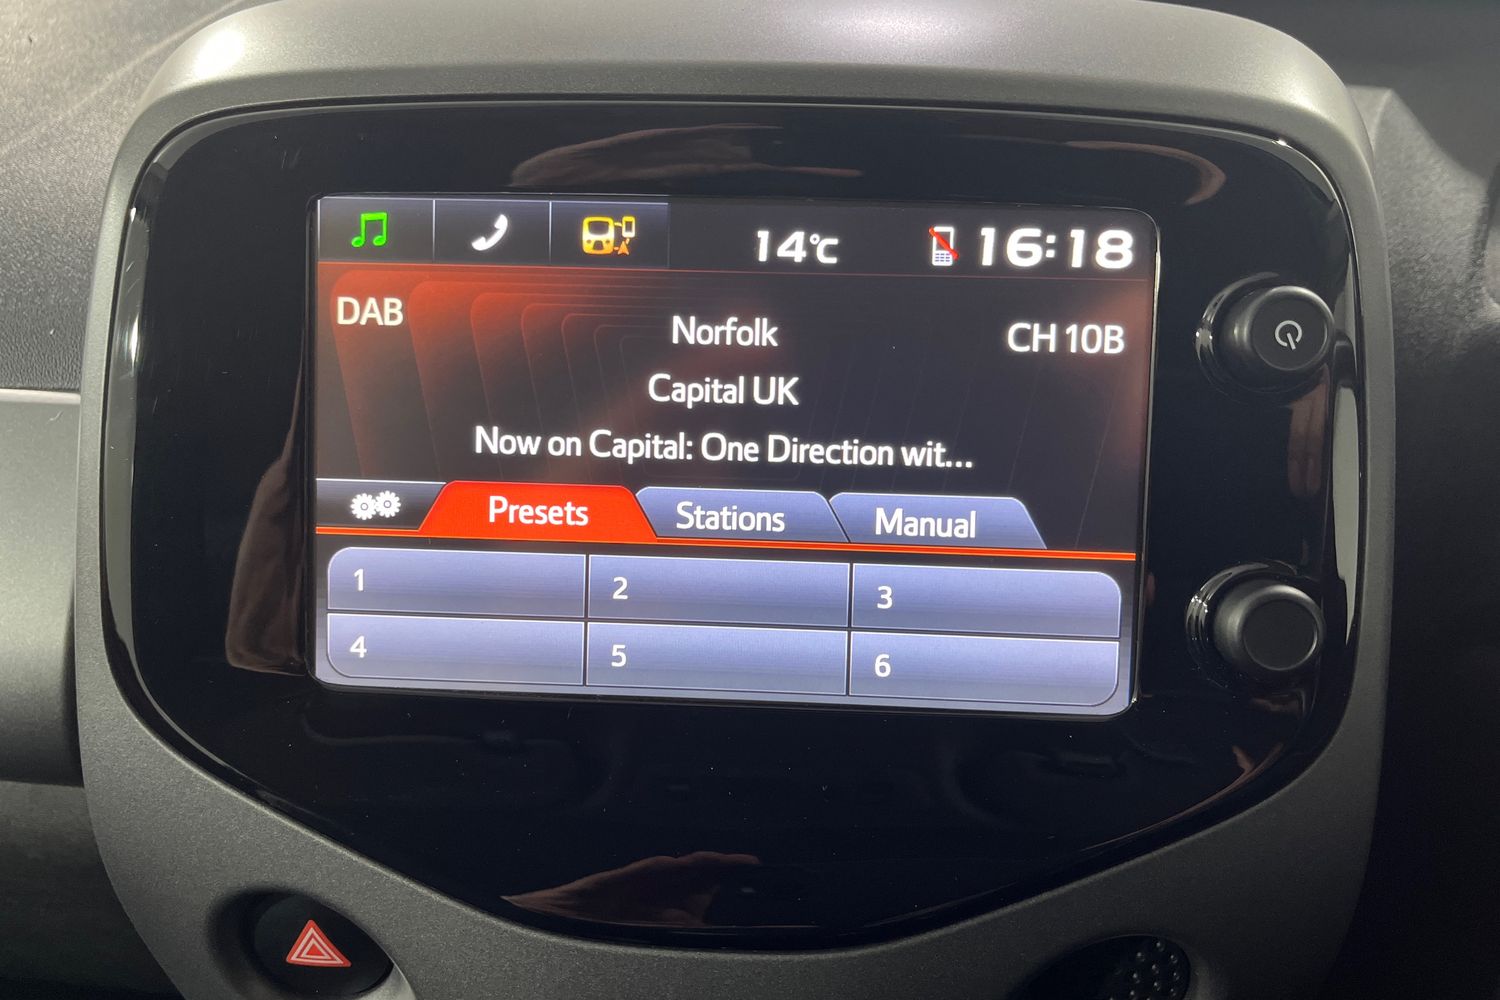 14°C 16:18
DAB
Norfolk
CH 10B
Capital UK
Now on Capital: One Direction wit...
Presets Stations Manual
1 2 3
4 5 6